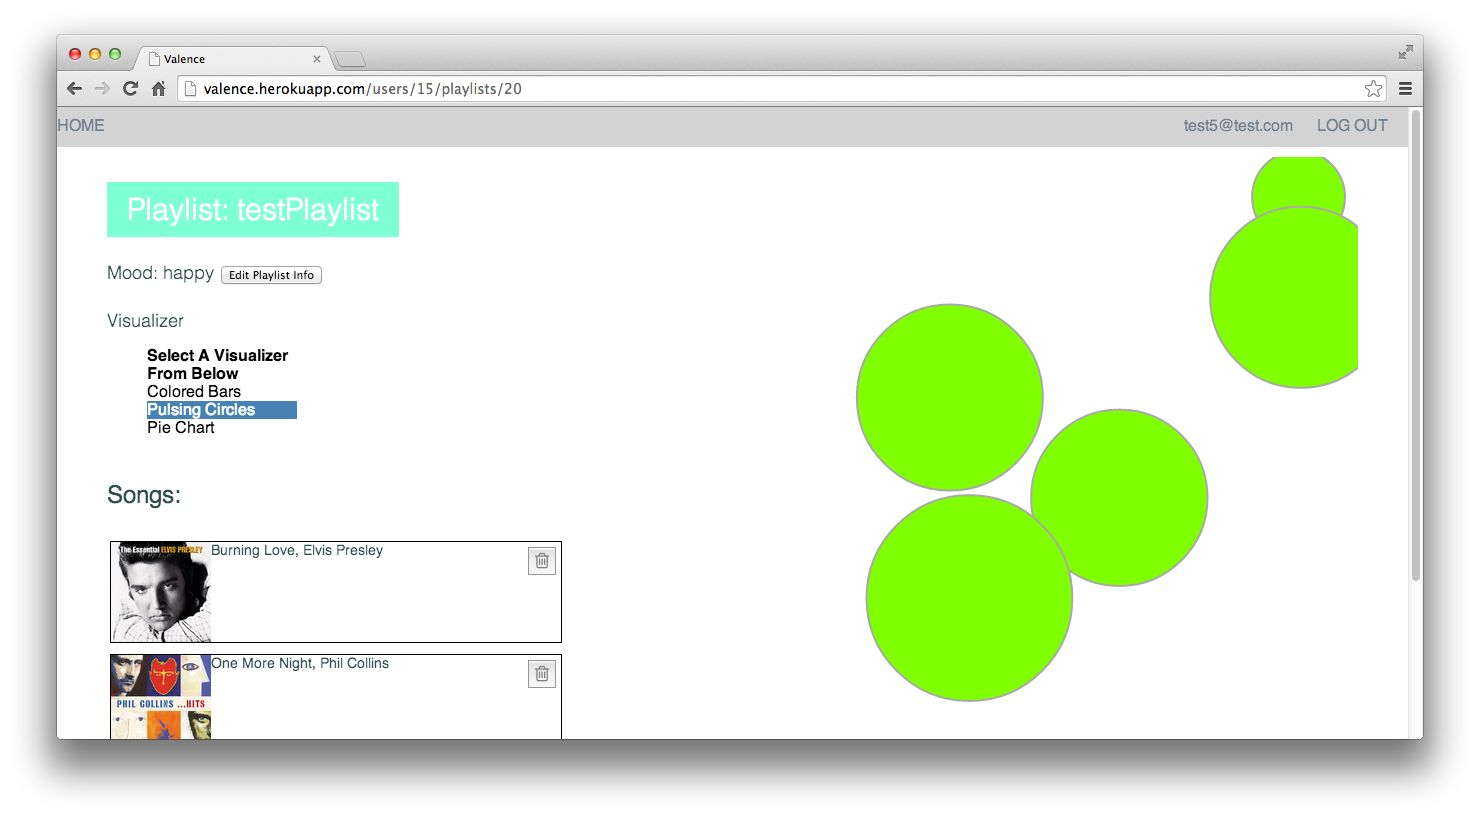 Valence
valence.herokuapp.com/users/15/playlists/20
HOME
test5@test.com
LOG OUT
Playlist: testPlaylist
Mood: happy
Edit Playlist Info
Visualizer
Select A Visualizer
From Below
Colored Bars
Pulsing Circles
Pie Chart
Songs:
The Essential ELVIS PRESLEY
Burning Love, Elvis Presley
One More Night, Phil Collins
PHIL COLLINS ...HITS